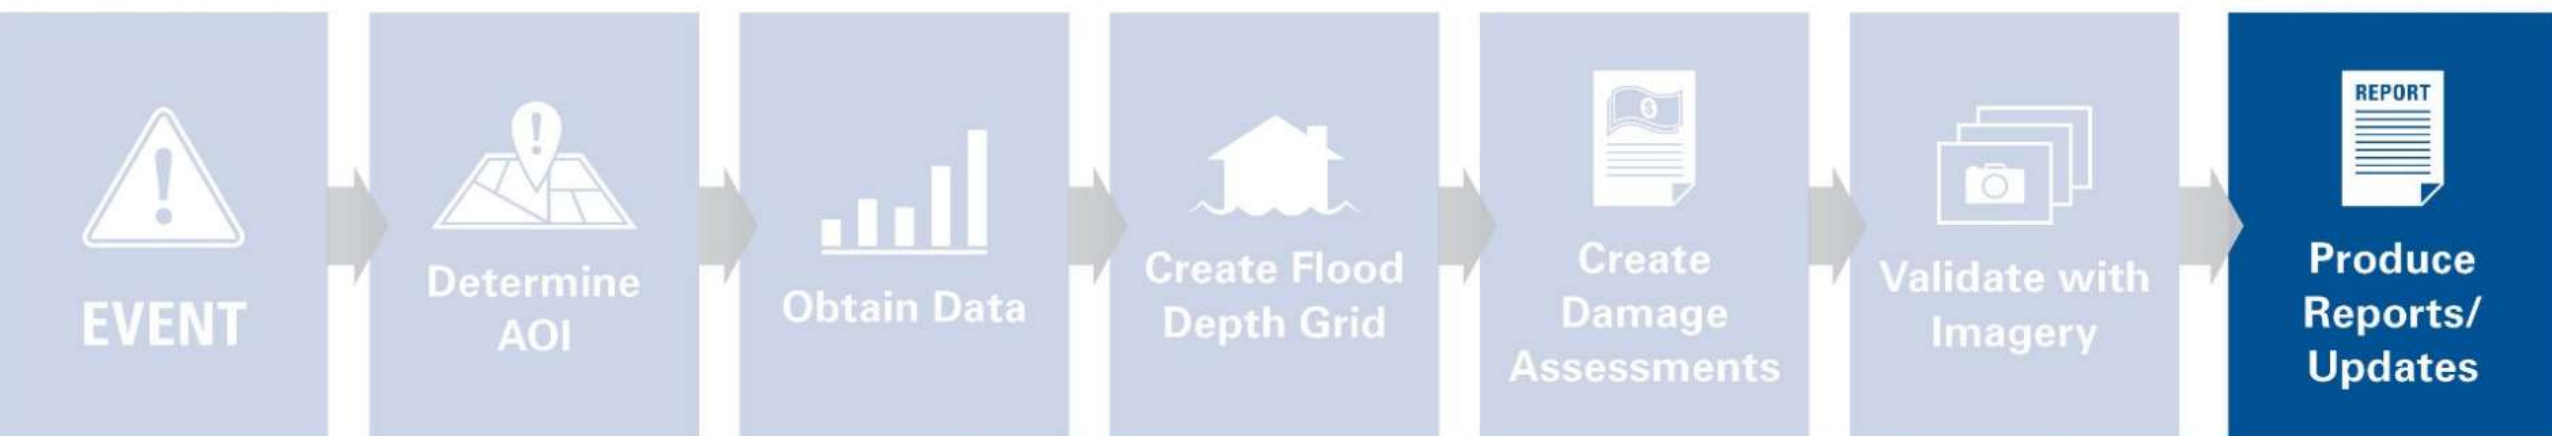 EVENT
Determine
AOI
Obtain Data
Create Flood
Depth Grid
$
Create
Damage
Assessments
Validate with
Imagery
REPORT
Produce
Reports/
Updates